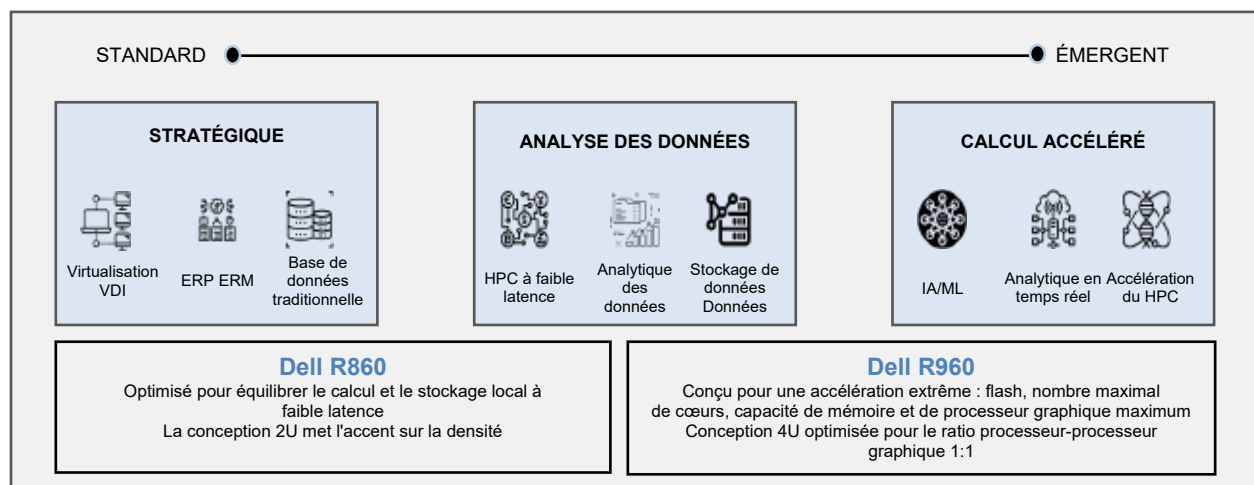 STANDARD
ÉMERGENT
STRATÉGIQUE
Virtualisation
VDI
ERP ERM
Base de
données
traditionnelle
ANALYSE DES DONNÉES
HPC à faible
latence
Analytique
des
données
Stockage de
données
Données
CALCUL ACCÉLÉRÉ
IA/ML
Analytique en
temps réel
Accélération
du HPC
Dell R860
Optimisé pour équilibrer le calcul et le stockage local à
faible latence
La conception 2U met l'accent sur la densité
Dell R960
Conçu pour une accélération extrême : flash, nombre maximal
de cœurs, capacité de mémoire et de processeur graphique maximum
Conception 4U optimisée pour le ratio processeur-processeur
graphique 1:1